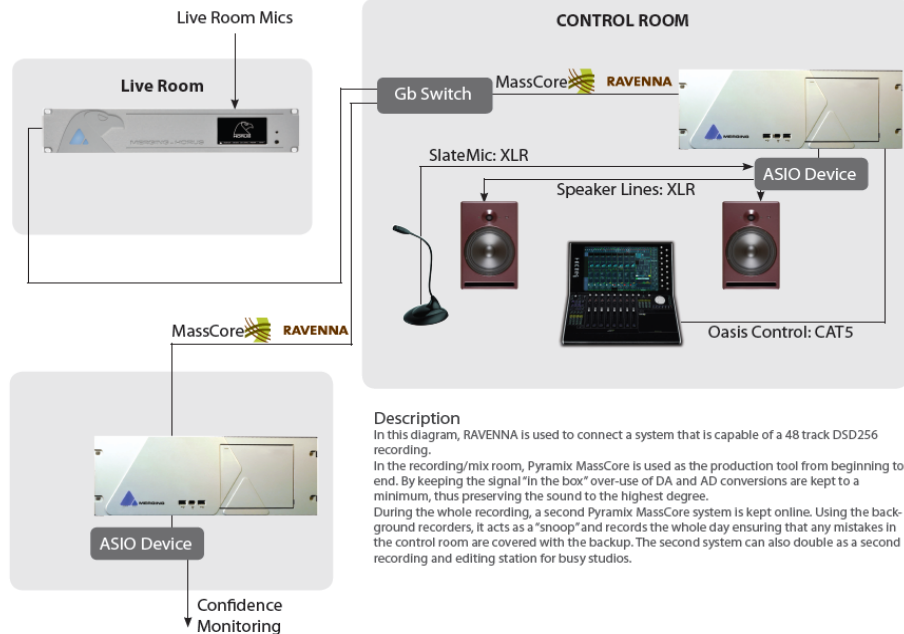 Live Room Mics
CONTROL ROOM
Live Room
Gb Switch
MassCore RAVENNA
MERGING
SlateMic: XLR
ASIO Device
Speaker Lines: XLR
Oasis Control: CAT5
MassCore RAVENNA
MERGING
ASIO Device
Confidence
Monitoring
Description
In this diagram, RAVENNA is used to connect a system that is capable of a 48 track DSD256
recording.
In the recording/mix room, Pyramix MassCore is used as the production tool from beginning to
end. By keeping the signal "in the box" over-use of DA and AD conversions are kept to a
minimum, thus preserving the sound to the highest degree.
During the whole recording, a second Pyramix MassCore system is kept online. Using the back-
ground recorders, it acts as a "snoop" and records the whole day ensuring that any mistakes in
the control room are covered with the backup. The second system can also double as a second
recording and editing station for busy studios.